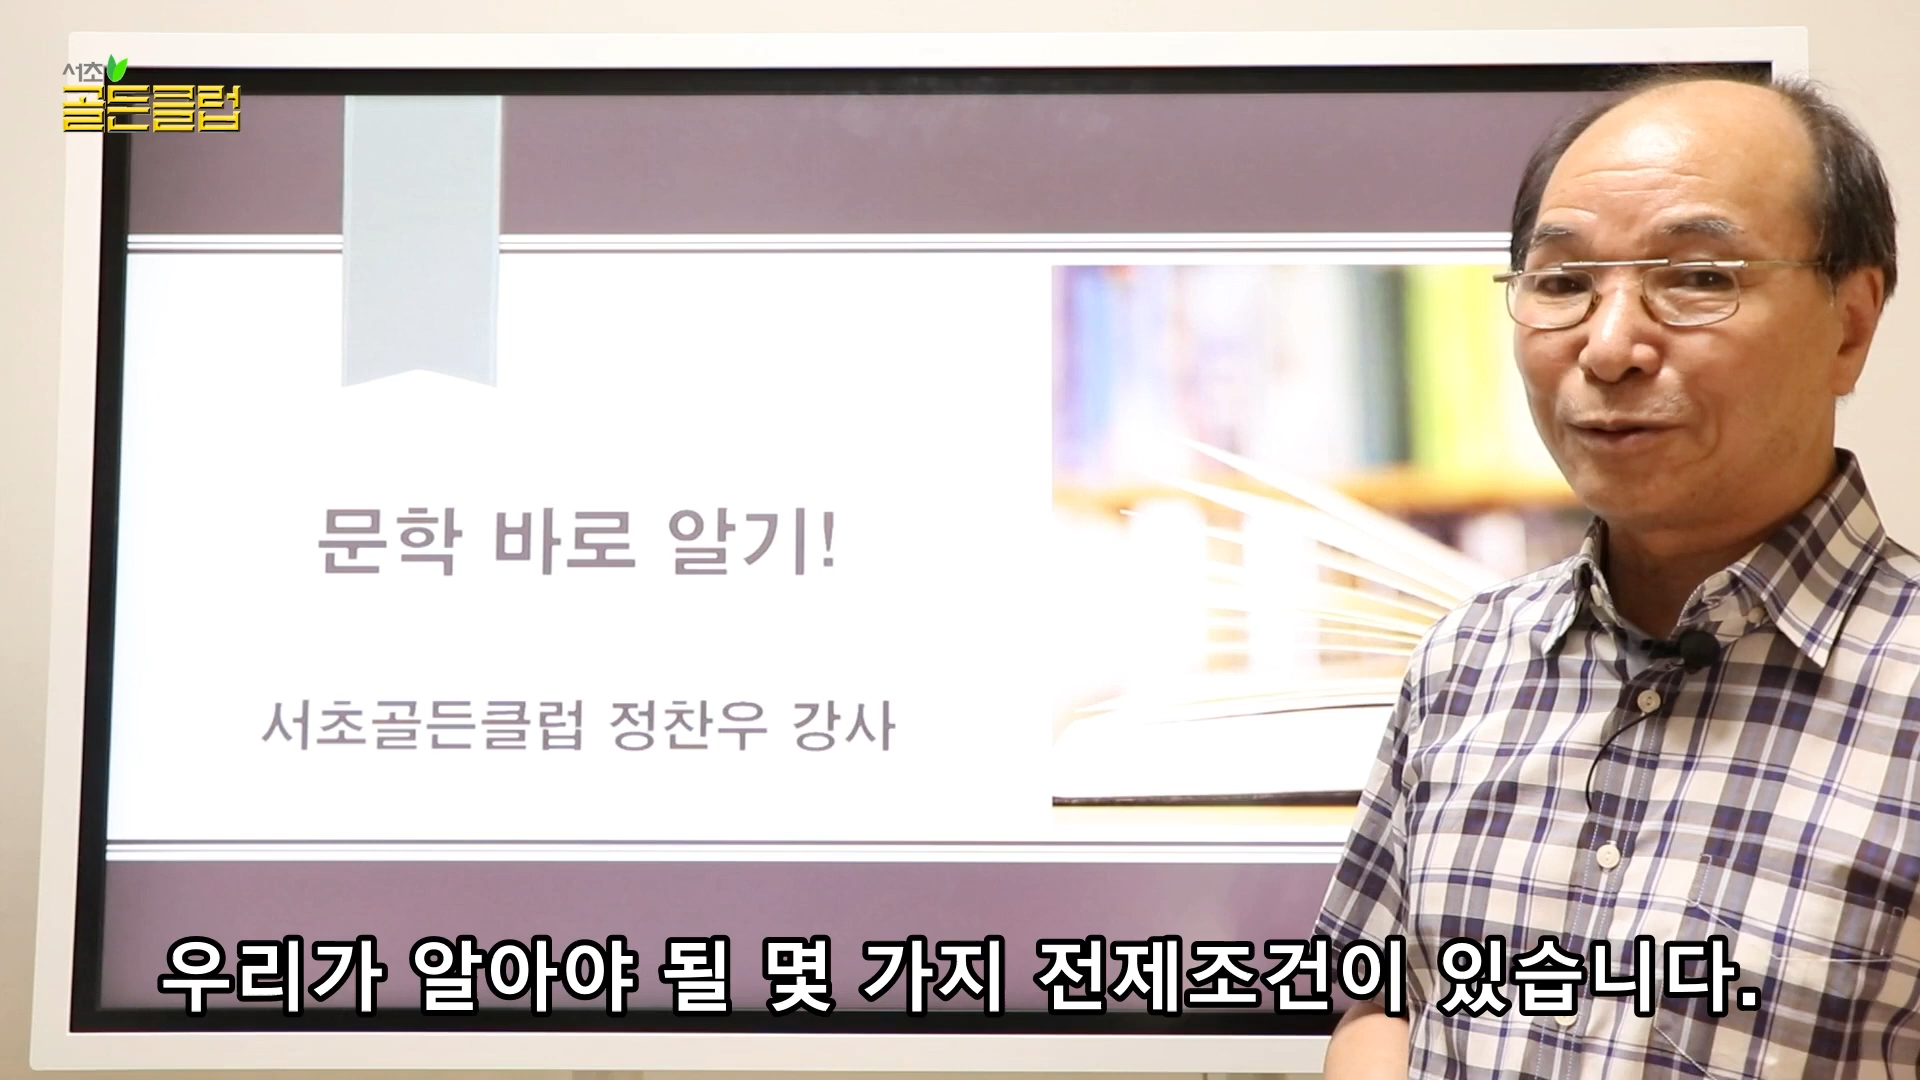 서초
골든클럽
문학 바로 알기!
서초골든클럽 정찬우 강사
우리가 알아야 될 몇 가지 전제조건이 있습니다.